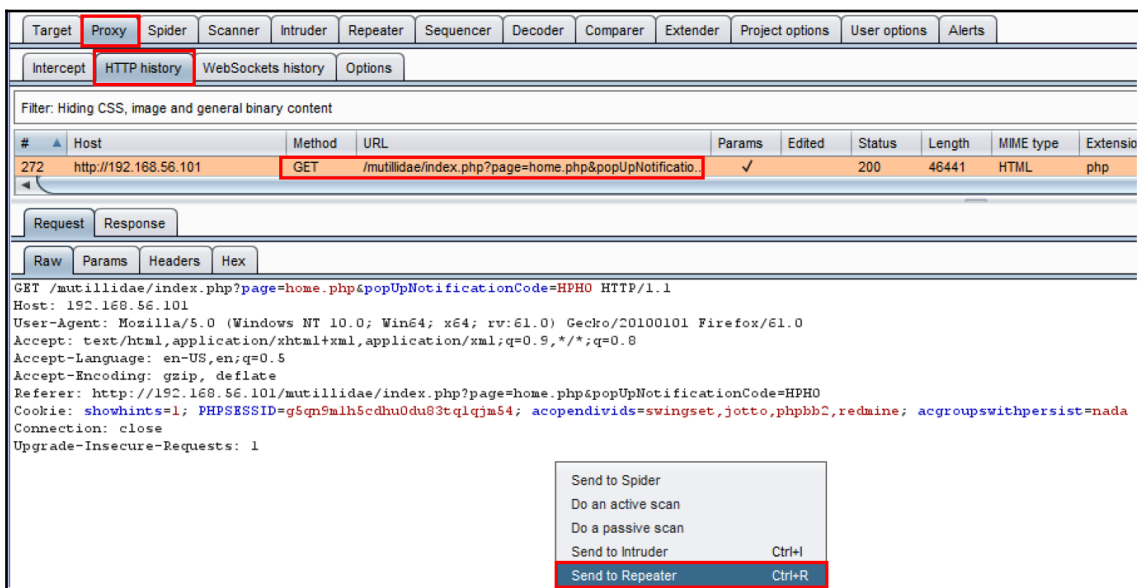 Target Proxy Spider Scanner Intruder Repeater Sequencer Decoder Comparer Extender Project options User options Alerts
Intercept HTTP history WebSockets history Options
Filter: Hiding CSS, image and general binary content
# Host Method URL Params Edited Status Length MIME type Extensio
272 http://192.168.56.101 GET /mutillidae/index.php?page=home.php&popUpNotificatio... ✓ 200 46441 HTML php
Request Response
Raw Params Headers Hex
GET /mutillidae/index.php?page=home.php&popUpNotificationCode=HPH0 HTTP/1.1
Host: 192.168.56.101
User-Agent: Mozilla/5.0 (Windows NT 10.0; Win64; x64; rv:61.0) Gecko/20100101 Firefox/61.0
Accept: text/html,application/xhtml+xml,application/xml;q=0.9,*/*;q=0.8
Accept-Language: en-US,en;q=0.5
Accept-Encoding: gzip, deflate
Referer: http://192.168.56.101/mutillidae/index.php?page=home.php&popUpNotificationCode=HPH0
Cookie: showhints=1; PHPSESSID=g5qn9mlh5cdhu0du83tqlqjm54; acopendivids=swingset,jotto,phpbb2,redmine; acgroupswithpersist=nada
Connection: close
Upgrade-Insecure-Requests: 1
Send to Spider
Do an active scan
Do a passive scan
Send to Intruder Ctrl+I
Send to Repeater Ctrl+R